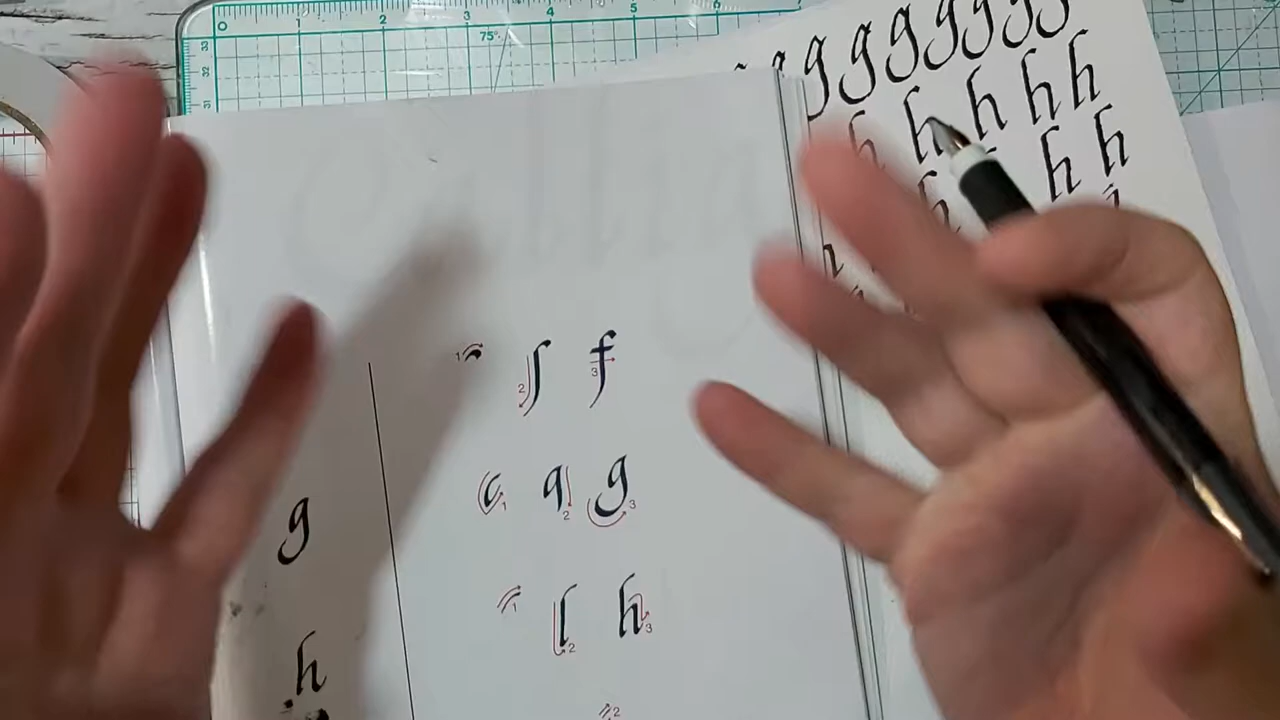 0 1 2 3 4 5 6
75°
g g g g g g g
h h h h h
h h h
h
1 2 f 3
g c 1 q 2 g 3
h 1 l 2 h 3
2